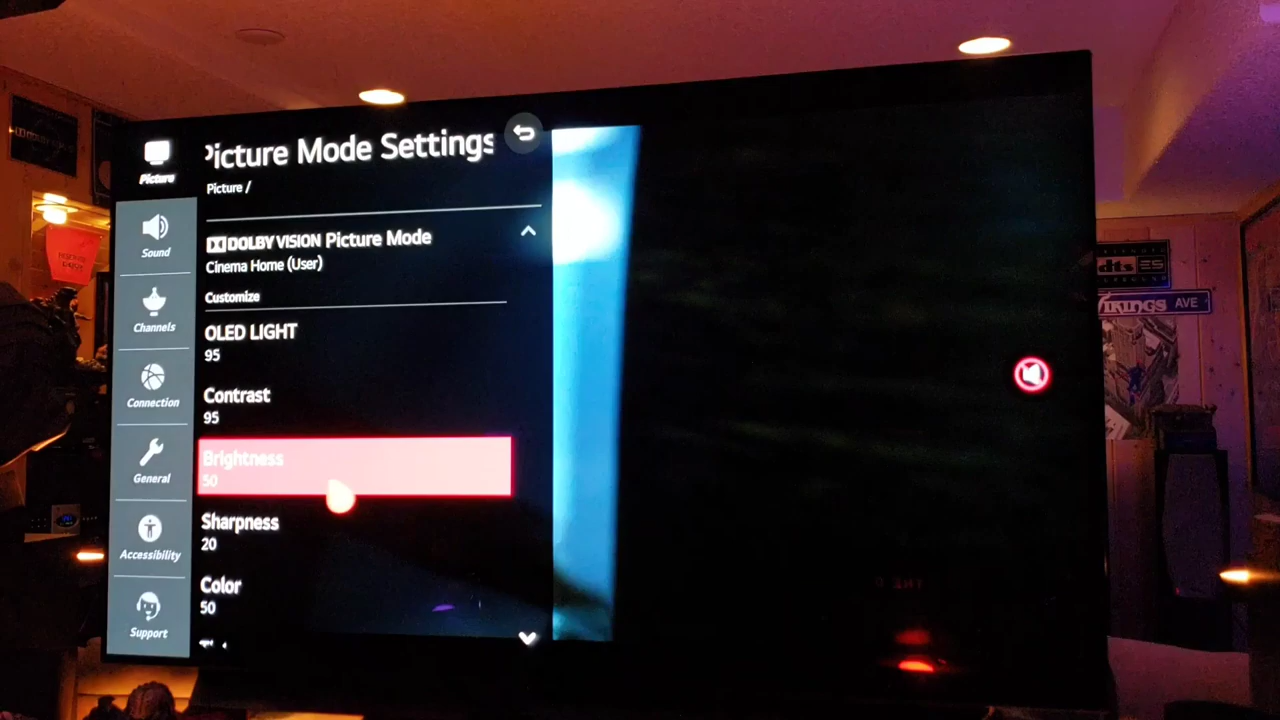 Picture Mode Settings
Picture
Picture /
DOLBY VISION Picture Mode
Cinema Home (User)
Sound
Customize
OLED LIGHT
95
Channels
Contrast
95
Connection
Brightness
50
General
Sharpness
20
Accessibility
Color
50
Support
dts
VIKINGS AVE